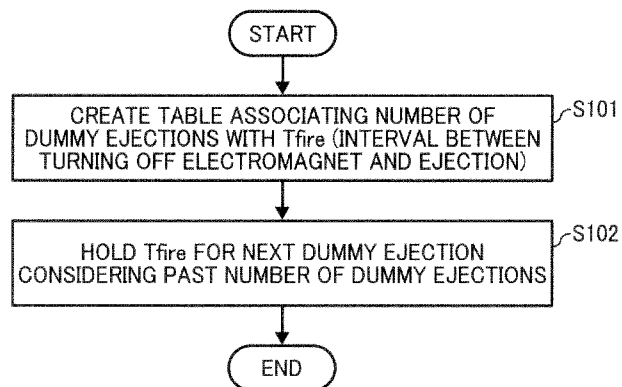 START
CREATE TABLE ASSOCIATING NUMBER OF
DUMMY EJECTIONS WITH Tfire (INTERVAL BETWEEN
TURNING OFF ELECTROMAGNET AND EJECTION)
S101
HOLD Tfire FOR NEXT DUMMY EJECTION
CONSIDERING PAST NUMBER OF DUMMY EJECTIONS
S102
END